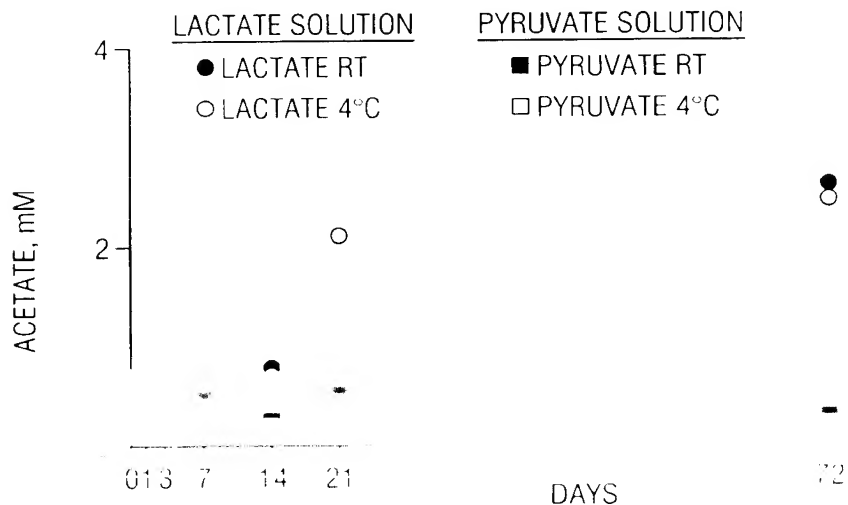 LACTATE SOLUTION
● LACTATE RT
○ LACTATE 4°C
PYRUVATE SOLUTION
■ PYRUVATE RT
□ PYRUVATE 4°C
4
2
ACETATE, mM
0 1 3 7 14 21 72
DAYS